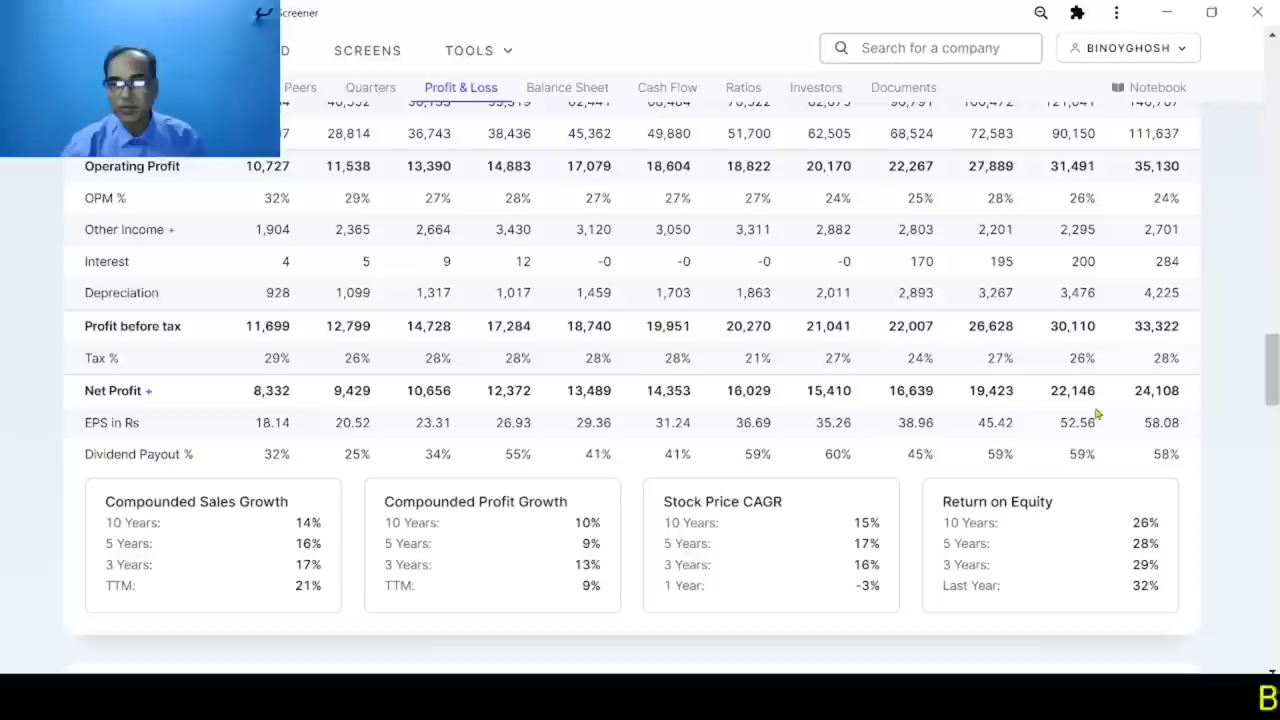 Screener
D SCREENS TOOLS Search for a company BINOYGHOSH
Peers Quarters Profit & Loss Balance Sheet Cash Flow Ratios Investors Documents Notebook
28,814 36,743 38,436 45,362 49,880 51,700 62,505 68,524 72,583 90,150 111,637
Operating Profit 10,727 11,538 13,390 14,883 17,079 18,604 18,822 20,170 22,267 27,889 31,491 35,130
OPM % 32% 29% 27% 28% 27% 27% 27% 24% 25% 28% 26% 24%
Other Income + 1,904 2,365 2,664 3,430 3,120 3,050 3,311 2,882 2,803 2,201 2,295 2,701
Interest 4 5 9 12 -0 -0 -0 -0 170 195 200 284
Depreciation 928 1,099 1,317 1,017 1,459 1,703 1,863 2,011 2,893 3,267 3,476 4,225
Profit before tax 11,699 12,799 14,728 17,284 18,740 19,951 20,270 21,041 22,007 26,628 30,110 33,322
Tax % 29% 26% 28% 28% 28% 28% 21% 27% 24% 27% 26% 28%
Net Profit + 8,332 9,429 10,656 12,372 13,489 14,353 16,029 15,410 16,639 19,423 22,146 24,108
EPS in Rs 18.14 20.52 23.31 26.93 29.36 31.24 36.69 35.26 38.96 45.42 52.56 58.08
Dividend Payout % 32% 25% 34% 55% 41% 41% 59% 60% 45% 59% 59% 58%
Compounded Sales Growth Compounded Profit Growth Stock Price CAGR Return on Equity
10 Years: 14% 10 Years: 10% 10 Years: 15% 10 Years: 26%
5 Years: 16% 5 Years: 9% 5 Years: 17% 5 Years: 28%
3 Years: 17% 3 Years: 13% 3 Years: 16% 3 Years: 29%
TTM: 21% TTM: 9% 1 Year: -3% Last Year: 32%
B